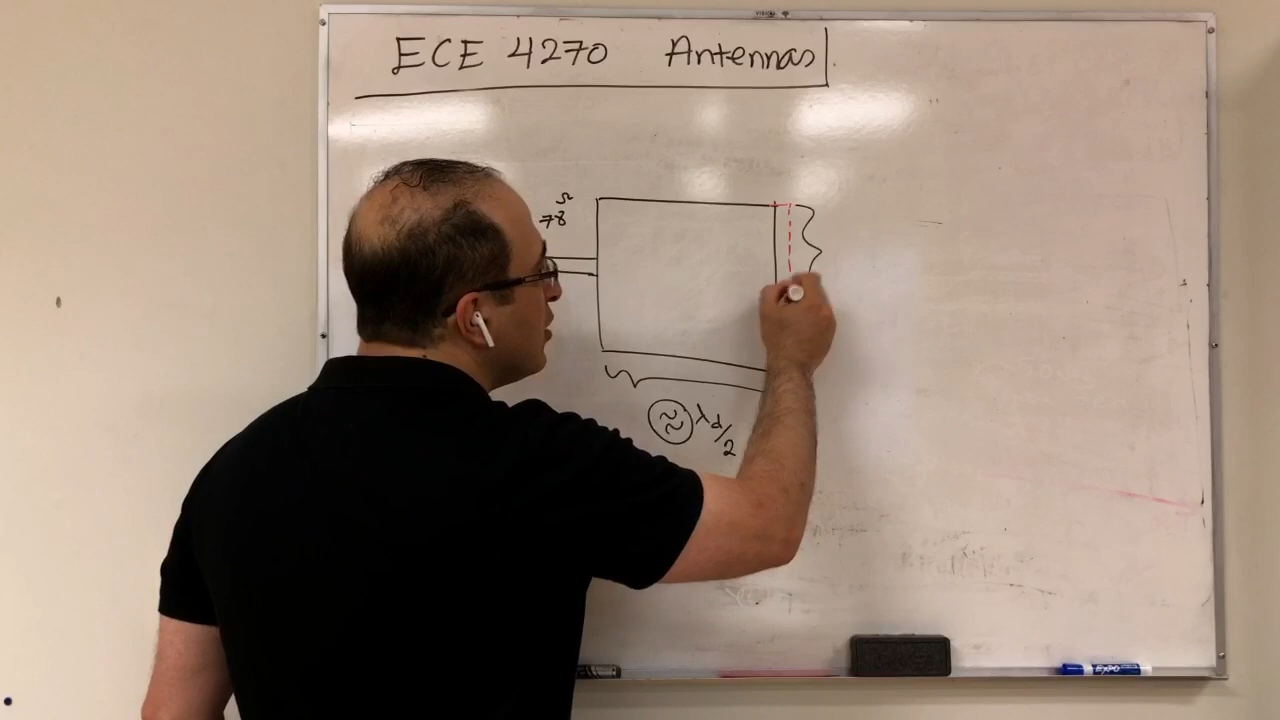 ECE 4270 Antennas
78 Ω
≈ λd/2
EXPO